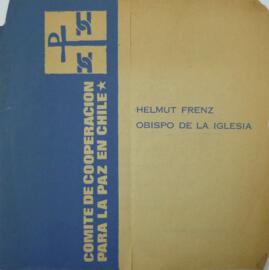 COMITE DE COOPERACION
PARA LA PAZ EN CHILE★
HELMUT FRENZ
OBISPO DE LA IGLESIA